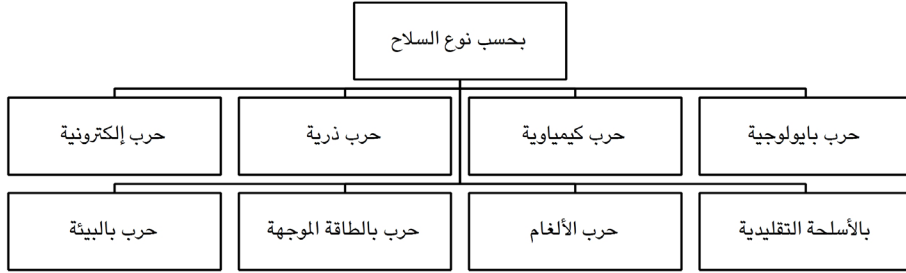 بحسب نوع السلاح
حرب بايولوجية
حرب كيمياوية
حرب ذرية
حرب إلكترونية
بالأسلحة التقليدية
حرب الألغام
حرب بالطاقة الموجهة
حرب بالبيئة